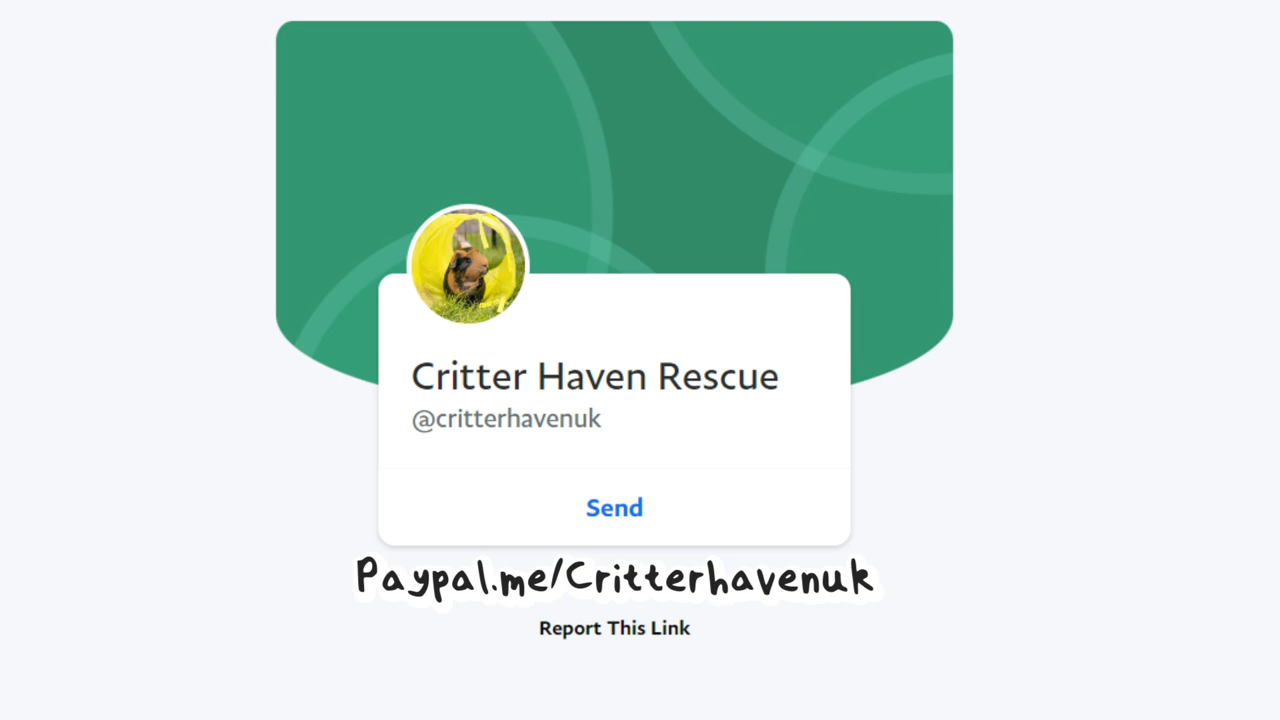 Critter Haven Rescue
@critterhavenuk
Send
Paypal.me/Critterhavenuk
Report This Link